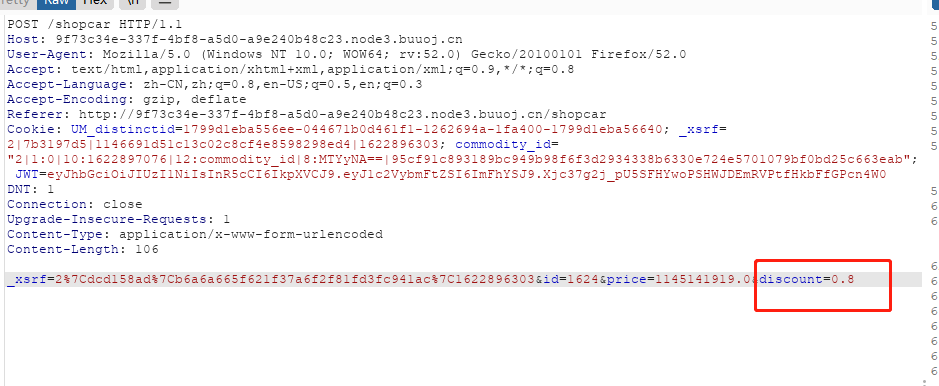 Raw Hex \n
POST /shopcar HTTP/1.1
Host: 9f73c34e-337f-4bf8-a5d0-a9e240b48c23.node3.buuoj.cn
User-Agent: Mozilla/5.0 (Windows NT 10.0; WOW64; rv:52.0) Gecko/20100101 Firefox/52.0
Accept: text/html,application/xhtml+xml,application/xml;q=0.9,*/*;q=0.8
Accept-Language: zh-CN,zh;q=0.8,en-US;q=0.5,en;q=0.3
Accept-Encoding: gzip, deflate
Referer: http://9f73c34e-337f-4bf8-a5d0-a9e240b48c23.node3.buuoj.cn/shopcar
Cookie: UM_distinctid=1799d1eba556ee-044671b0d461f1-1262694a-1fa400-1799d1eba56640; _xsrf=
2|7b3197d5|1146691d51c13c02c8cf4e8598298ed4|1622896303; commodity_id=
"2|1:0|10:1622897076|12:commodity_id|8:MTYyNA==|95cf91c893189bc949b98f6f3d2934338b6330e724e5701079bf0bd25c663eab";
JWT=eyJhbGciOiJIUzI1NiIsInR5cCI6IkpXVCJ9.eyJ1c2VybmFtZSI6ImFhYSJ9.Xjc37g2j_pU5SFHYwoPSHWJDEmRVPtfHkbFfGPcn4W0
DNT: 1
Connection: close
Upgrade-Insecure-Requests: 1
Content-Type: application/x-www-form-urlencoded
Content-Length: 106
_xsrf=2%7Cdcd158ad%7Cb6a6a665f621f37a6f2f81fd3fc941ac%7C1622896303&id=1624&price=1145141919.0&discount=0.8